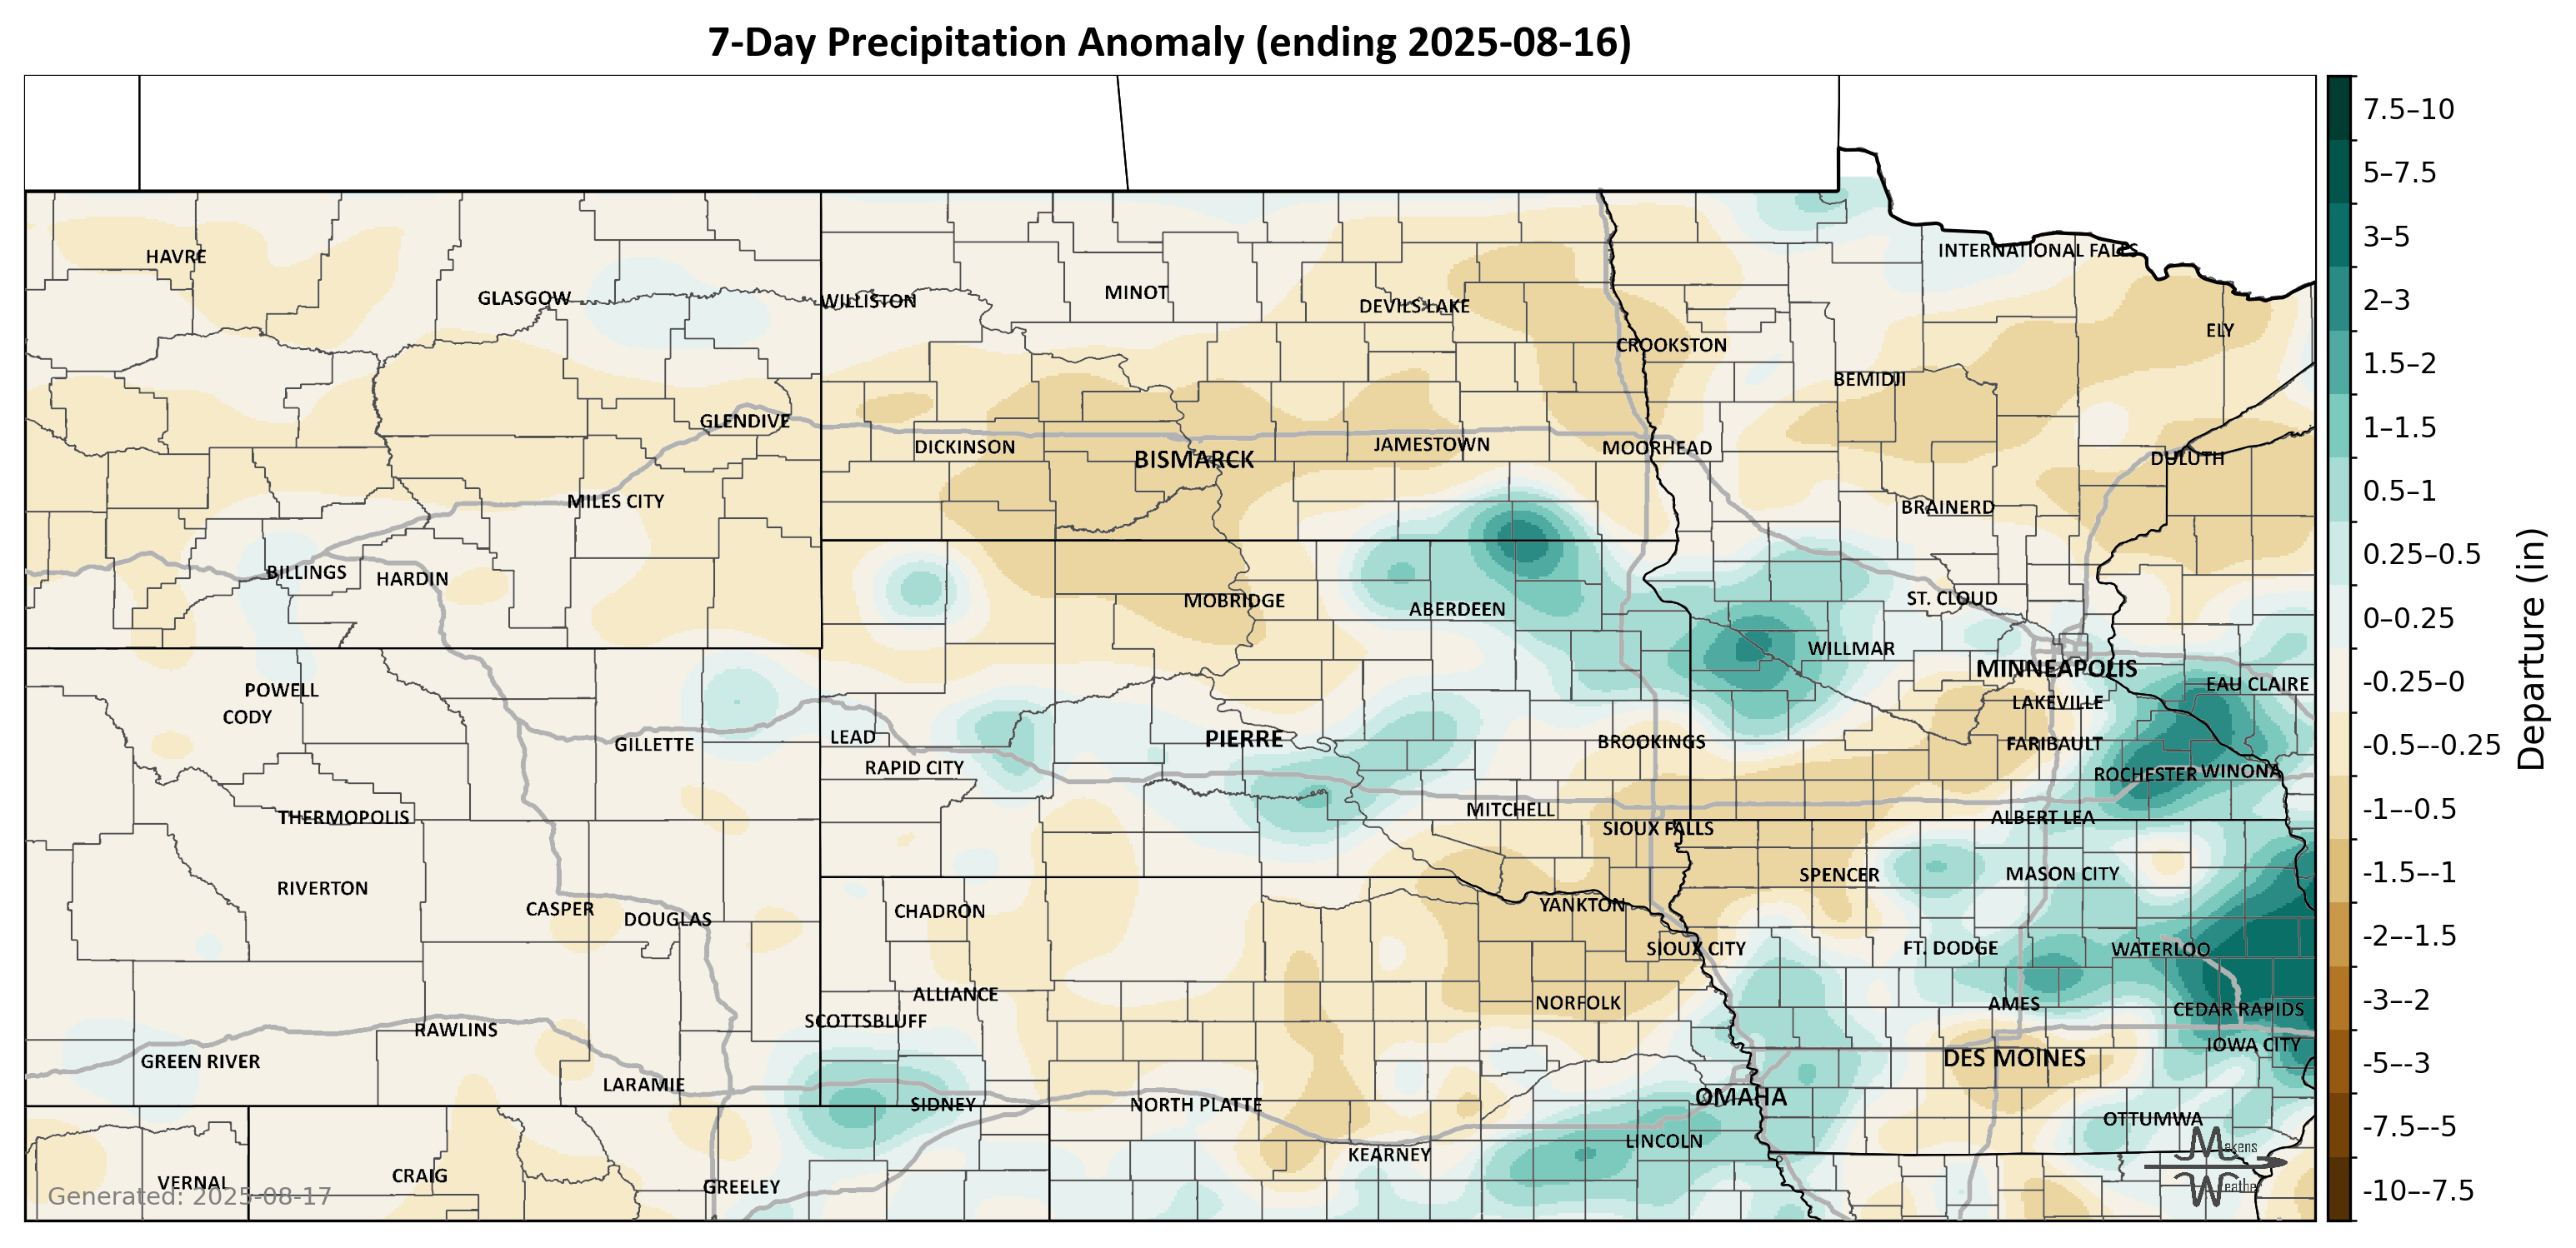 7-Day Precipitation Anomaly (ending 2025-08-16)
HAVRE
GLASGOW
WILLISTON
MINOT
DEVILS LAKE
CROOKSTON
INTERNATIONAL FALLS
ELY
BEMIDJI
GLENDIVE
DICKINSON
BISMARCK
JAMESTOWN
MOORHEAD
DULUTH
MILES CITY
BRAINERD
BILLINGS
HARDIN
MOBRIDGE
ABERDEEN
ST. CLOUD
WILLMAR
MINNEAPOLIS
EAU CLAIRE
POWELL
CODY
LAKEVILLE
GILLETTE
LEAD
PIERRE
BROOKINGS
FARIBAULT
RAPID CITY
ROCHESTER
WINONA
THERMOPOLIS
MITCHELL
SIOUX FALLS
ALBERT LEA
RIVERTON
SPENCER
MASON CITY
CASPER
DOUGLAS
CHADRON
YANKTON
SIOUX CITY
FT. DODGE
WATERLOO
ALLIANCE
NORFOLK
AMES
CEDAR RAPIDS
SCOTTSBLUFF
RAWLINS
GREEN RIVER
DES MOINES
IOWA CITY
LARAMIE
SIDNEY
NORTH PLATTE
OMAHA
OTTUMWA
LINCOLN
KEARNEY
VERNAL
CRAIG
GREELEY
Generated: 2025-08-17
Makens
Weather
7.5–10
5–7.5
3–5
2–3
1.5–2
1–1.5
0.5–1
0.25–0.5
0–0.25
-0.25–0
-0.5–-0.25
-1–-0.5
-1.5–-1
-2–-1.5
-3–-2
-5–-3
-7.5–-5
-10–-7.5
Departure (in)